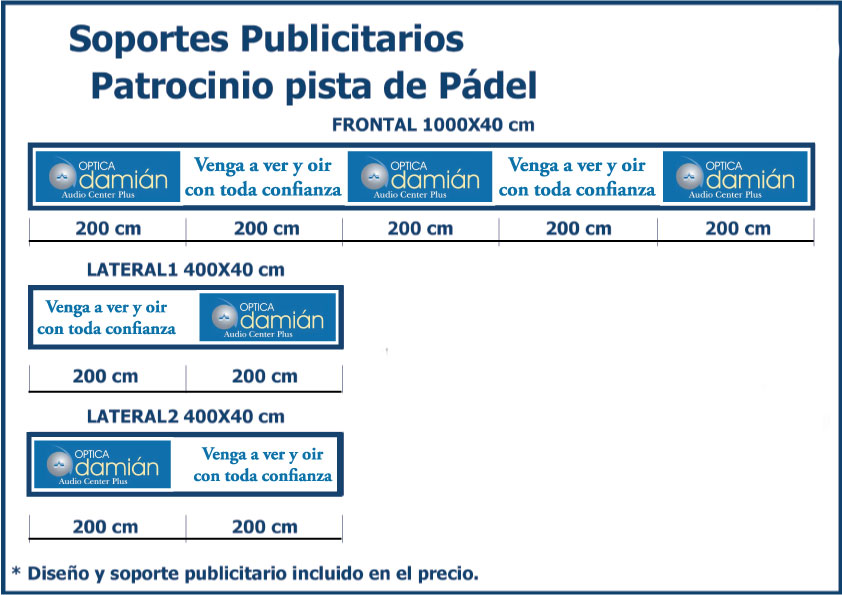 Soportes Publicitarios
Patrocinio pista de Pádel
FRONTAL 1000X40 cm
OPTICA
damián
Audio Center Plus
Venga a ver y oir
con toda confianza
OPTICA
damián
Audio Center Plus
Venga a ver y oir
con toda confianza
OPTICA
damián
Audio Center Plus
200 cm 200 cm 200 cm 200 cm 200 cm
LATERAL1 400X40 cm
Venga a ver y oir
con toda confianza
OPTICA
damián
Audio Center Plus
200 cm 200 cm
LATERAL2 400X40 cm
OPTICA
damián
Audio Center Plus
Venga a ver y oir
con toda confianza
200 cm 200 cm
* Diseño y soporte publicitario incluido en el precio.